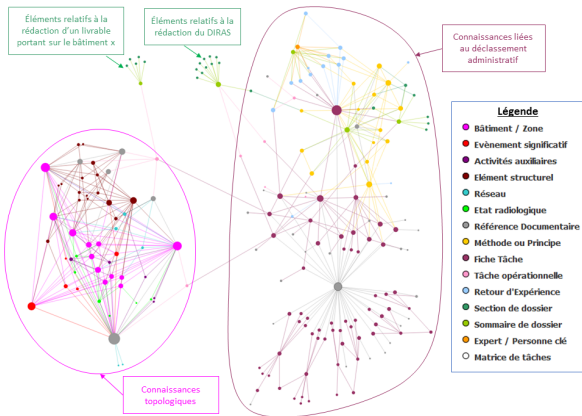 Éléments relatifs à la
rédaction d'un livrable
portant sur le bâtiment x
Éléments relatifs à la
rédaction du DIRAS
Connaissances liées
au déclassement
administratif
Légende
Bâtiment / Zone
Evènement significatif
Activités auxiliaires
Elément structurel
Réseau
Etat radiologique
Référence Documentaire
Méthode ou Principe
Fiche Tâche
Tâche opérationnelle
Retour d'Expérience
Section de dossier
Sommaire de dossier
Expert / Personne clé
Matrice de tâches
Connaissances
topologiques